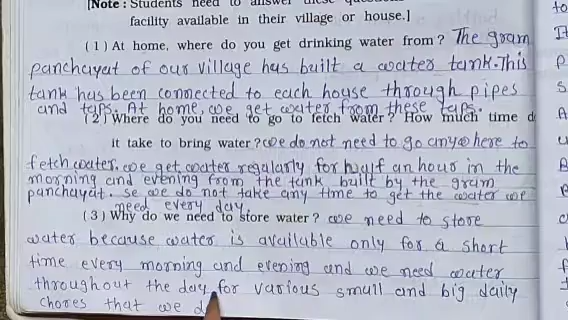 [Note : Students need to answer these
facility available in their village or house.]
(1) At home, where do you get drinking water from? The gram
panchayat of our village has built a water tank. This
tank has been connected to each house through pipes
and taps. At home, we get water from these taps.
(2) Where do you need to go to fetch water? How much time d
it take to bring water? we do not need to go anywhere to
fetch water. we get water regularly for half an hour in the
morning and evening from the tank built by the gram
panchayat. se we do not take any time to get the water we
need every day.
(3) Why do we need to store water? we need to store
water because water is available only for a short
time every morning and evening and we need water
throughout the day for various small and big daily
chores that we d